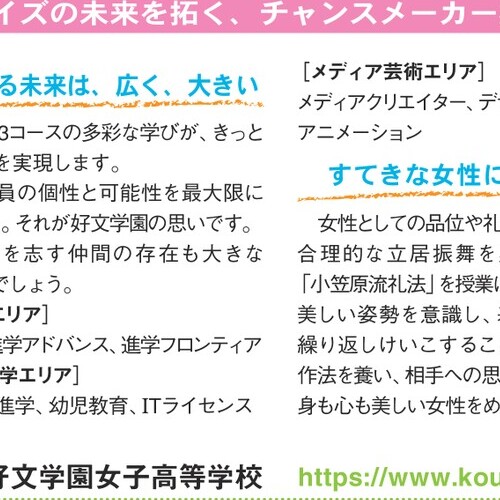 イズの未来を拓く、チャンスメーカー
る未来は、広く、大きい
3コースの多彩な学びが、きっと
を実現します。
員の個性と可能性を最大限に
。それが好文学園の思いです。
を志す仲間の存在も大きな
でしょう。
エリア]
進学アドバンス、進学フロンティア
学エリア]
進学、幼児教育、ITライセンス
[メディア芸術エリア]
メディアクリエイター、デ
アニメーション
すてきな女性に
女性としての品位や礼
合理的な立居振舞を
「小笠原流礼法」を授業に
美しい姿勢を意識し、
繰り返しけいこするこ
作法を養い、相手への思
身も心も美しい女性をめ
好文学園女子高等学校
https://www.kou